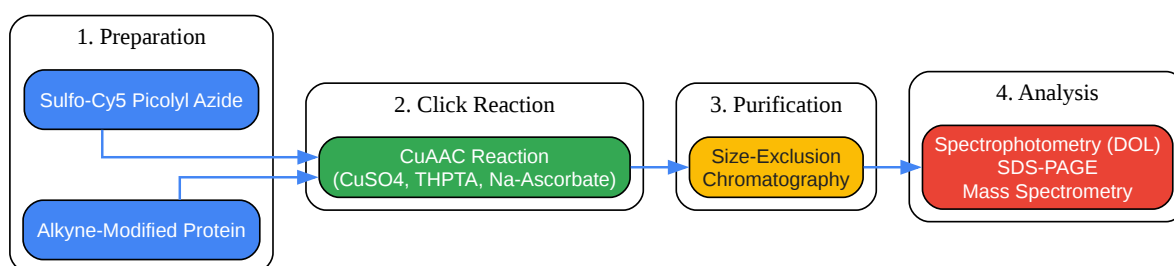 1. Preparation
Sulfo-Cy5 Picolyl Azide
Alkyne-Modified Protein
2. Click Reaction
CuAAC Reaction
(CuSO4, THPTA, Na-Ascorbate)
3. Purification
Size-Exclusion
Chromatography
4. Analysis
Spectrophotometry (DOL)
SDS-PAGE
Mass Spectrometry